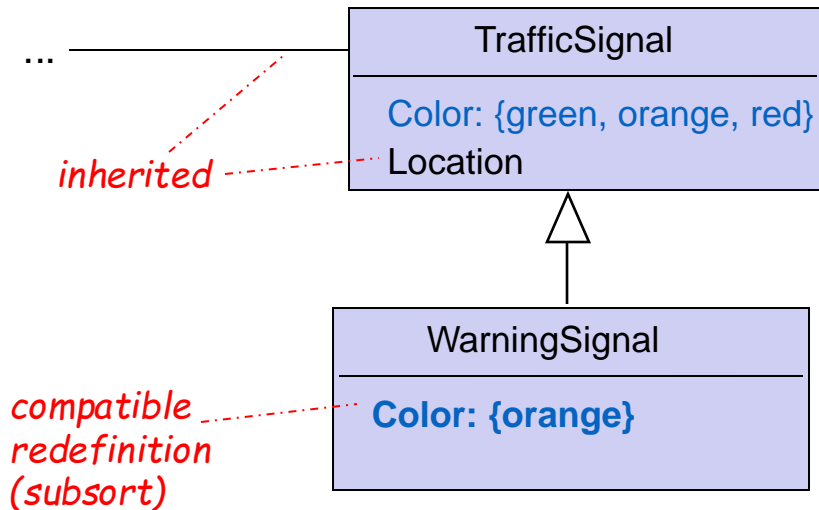 TrafficSignal
...
Color: {green, orange, red}
inherited
Location
WarningSignal
compatible
redefinition
(subsort)
Color: {orange}